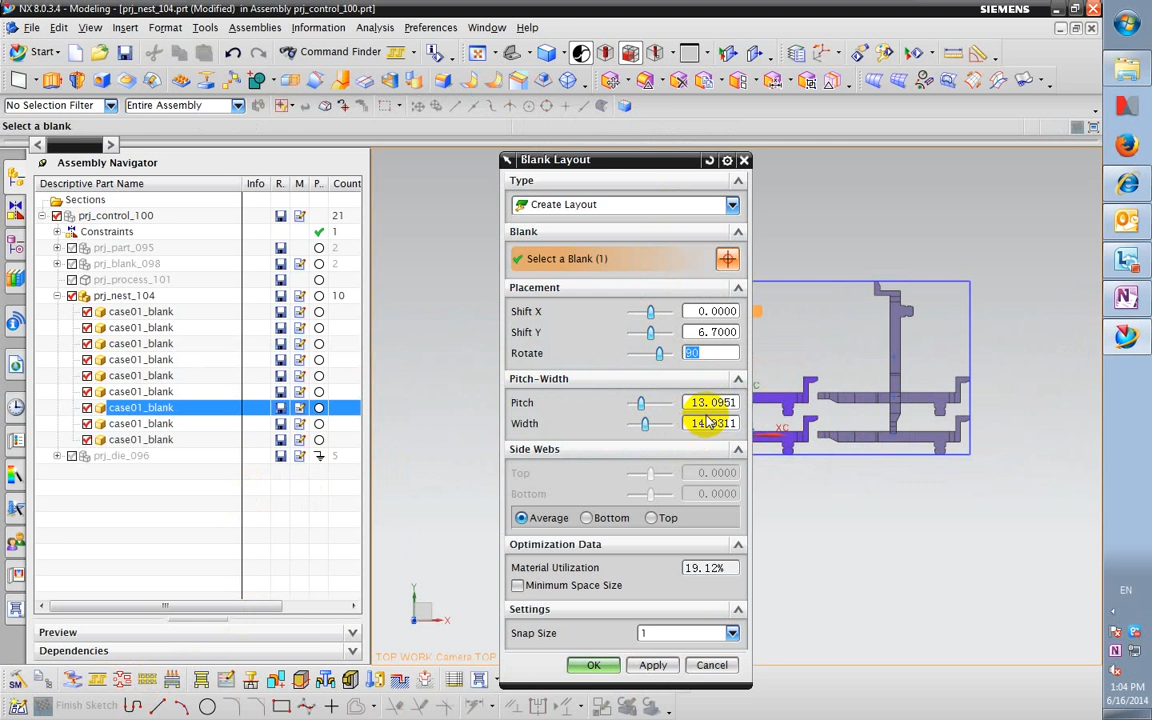 NX 8.0.3.4 - Modeling - [prj_nest_104.prt (Modified) in Assembly prj_control_100.prt]
SIEMENS
File Edit View Insert Format Tools Assemblies Information Analysis Preferences Window Help
Start
Command Finder
No Selection Filter
Entire Assembly
Select a blank
Assembly Navigator
Descriptive Part Name Info R. M P.. Count
Sections
prj_control_100 21
Constraints 1
prj_part_095 2
prj_blank_098 2
prj_process_101 1
prj_nest_104 10
case01_blank
case01_blank
case01_blank
case01_blank
case01_blank
case01_blank
case01_blank
case01_blank
case01_blank
prj_die_096 5
Preview
Dependencies
Blank Layout
Type
Create Layout
Blank
Select a Blank (1)
Placement
Shift X 0.0000
Shift Y 6.7000
Rotate 90
Pitch-Width
Pitch 13.0951
Width
Side Webs
Top 0.0000
Bottom 0.0000
Average Bottom Top
Optimization Data
Material Utilization 19.12%
Minimum Space Size
Settings
Snap Size 1
OK Apply Cancel
XC
Y
X
TOP WORK Camera TOP
SM
Finish Sketch
EN
1:04 PM
6/16/2014